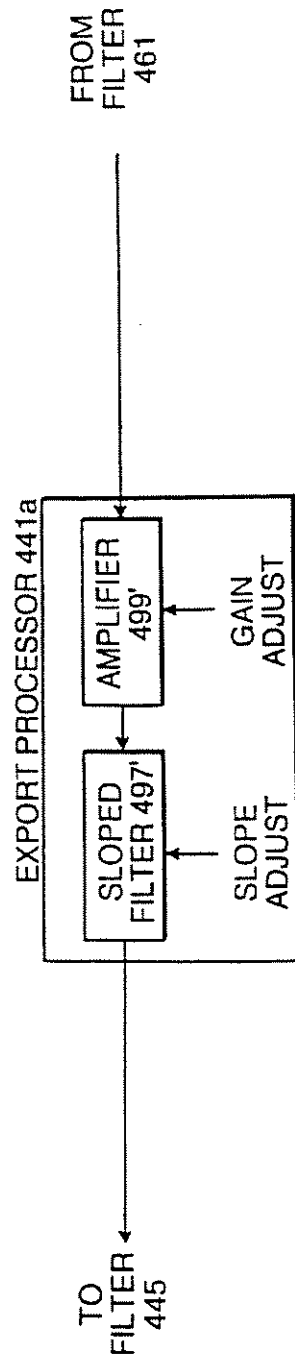 EXPORT PROCESSOR 441a
TO
FILTER
445
SLOPED
FILTER 497'
AMPLIFIER
499'
FROM
FILTER
461
SLOPE
ADJUST
GAIN
ADJUST